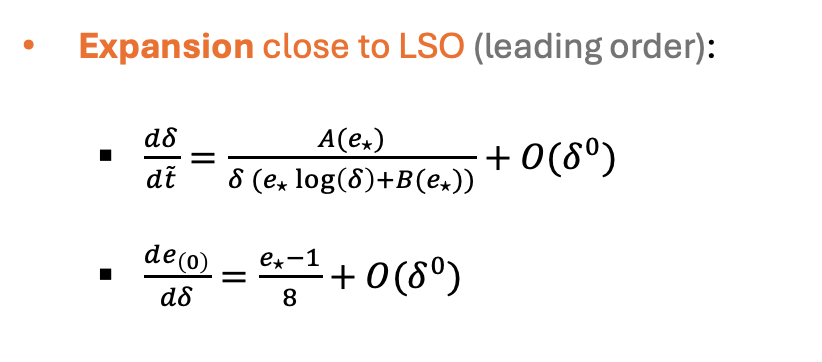 • Expansion close to LSO (leading order):
▪ dδ/dt̃ = A(e⋆)/(δ (e⋆ log(δ)+B(e⋆))) + O(δ⁰)
▪ de₍₀₎/dδ = (e⋆−1)/8 + O(δ⁰)